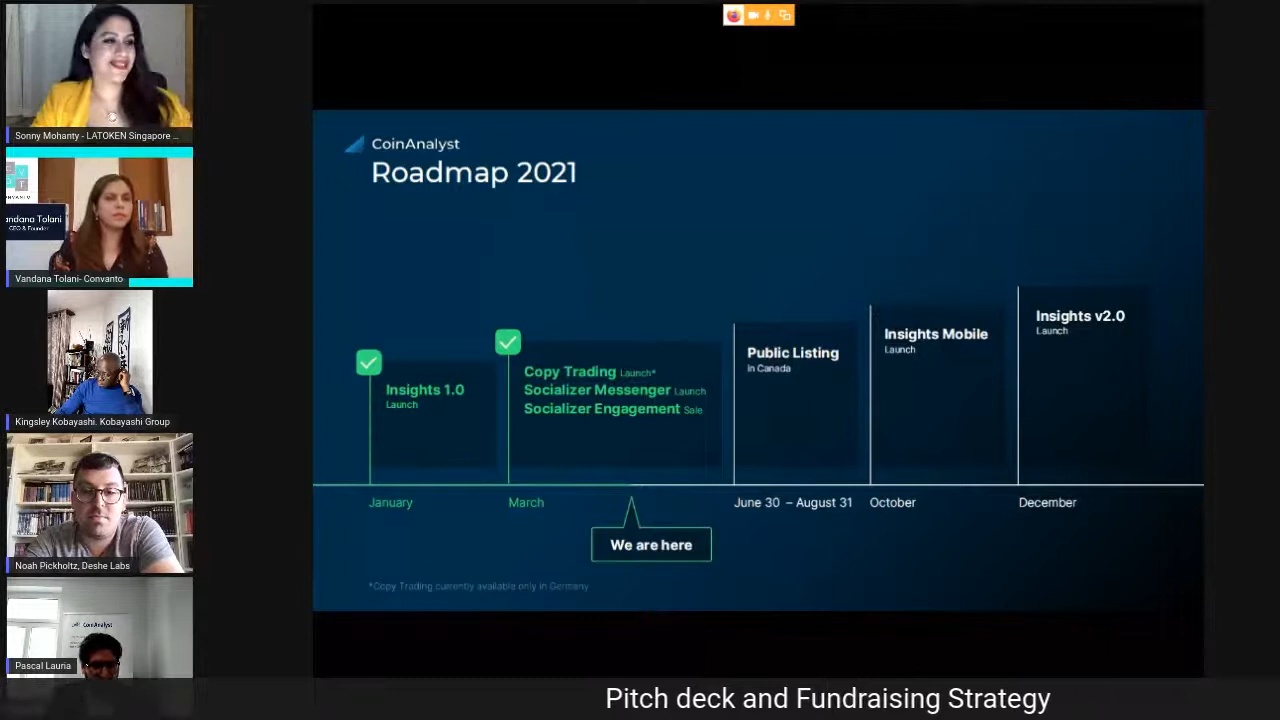 Sonny Mohanty - LATOKEN Singapore ...
CONVANTO
Vandana Tolani
CEO & Founder
Vandana Tolani- Convanto
Kingsley Kobayashi. Kobayashi Group
Noah Pickholtz, Deshe Labs
CoinAnalyst
Pascal Lauria
CoinAnalyst
Roadmap 2021
Insights 1.0
Launch
Copy Trading Launch*
Socializer Messenger Launch
Socializer Engagement Sale
Public Listing
in Canada
Insights Mobile
Launch
Insights v2.0
Launch
January
March
June 30 – August 31
October
December
We are here
*Copy Trading currently available only in Germany
Pitch deck and Fundraising Strategy